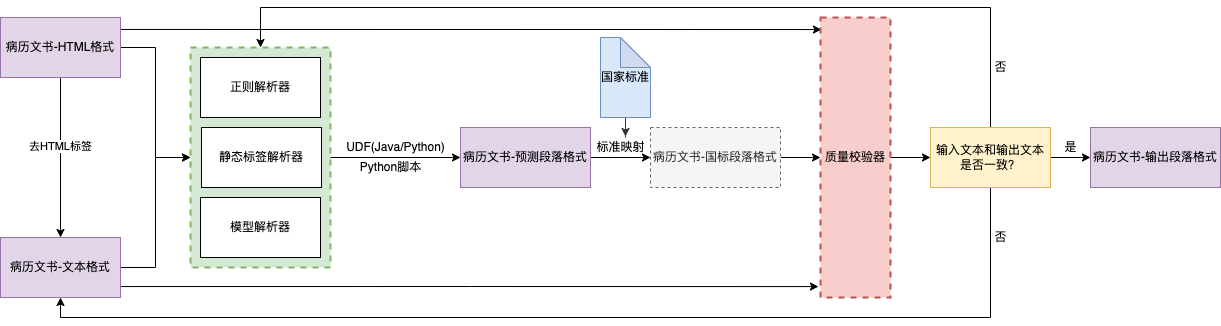 病历文书-HTML格式
去HTML标签
病历文书-文本格式
正则解析器
静态标签解析器
模型解析器
UDF(Java/Python)
Python脚本
病历文书-预测段落格式
国家标准
标准映射
病历文书-国标段落格式
质量校验器
输入文本和输出文本
是否一致?
否
是
否
病历文书-输出段落格式